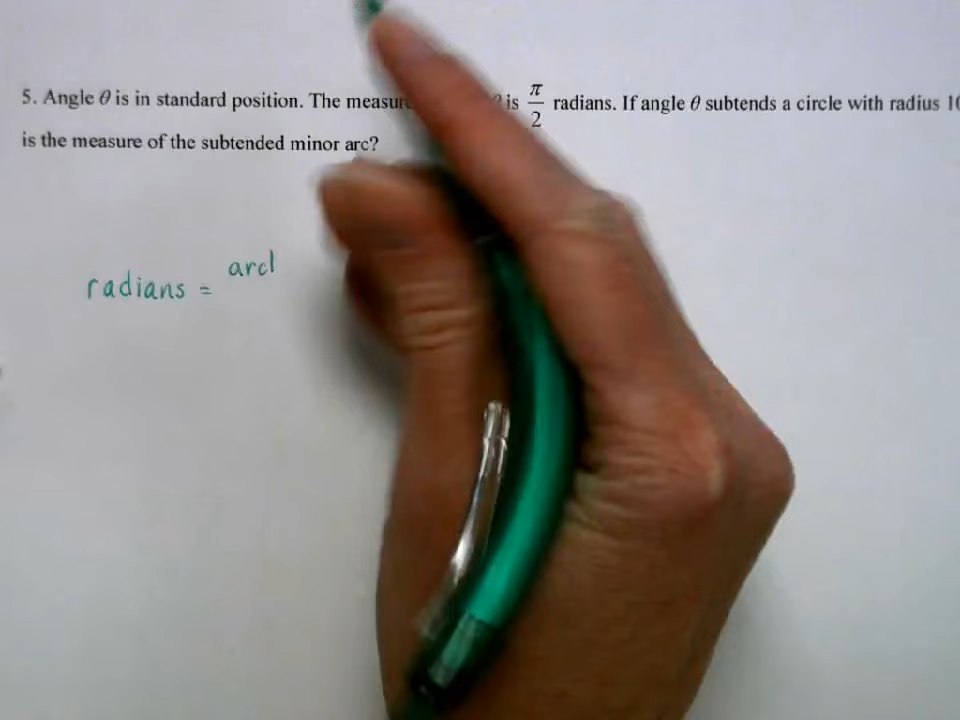 5. Angle θ is in standard position. The is π/2 radians. If angle θ subtends a circle with radius
is the measure of the subtended minor arc?
radians = arcl